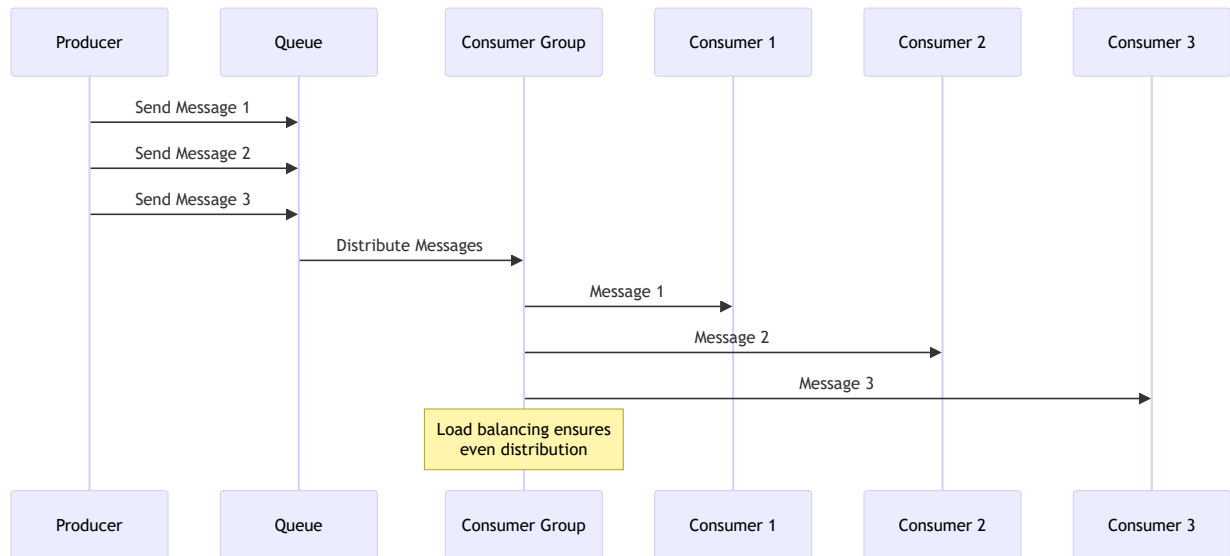 Producer
Queue
Consumer Group
Consumer 1
Consumer 2
Consumer 3
Send Message 1
Send Message 2
Send Message 3
Distribute Messages
Message 1
Message 2
Message 3
Load balancing ensures
even distribution
Producer
Queue
Consumer Group
Consumer 1
Consumer 2
Consumer 3